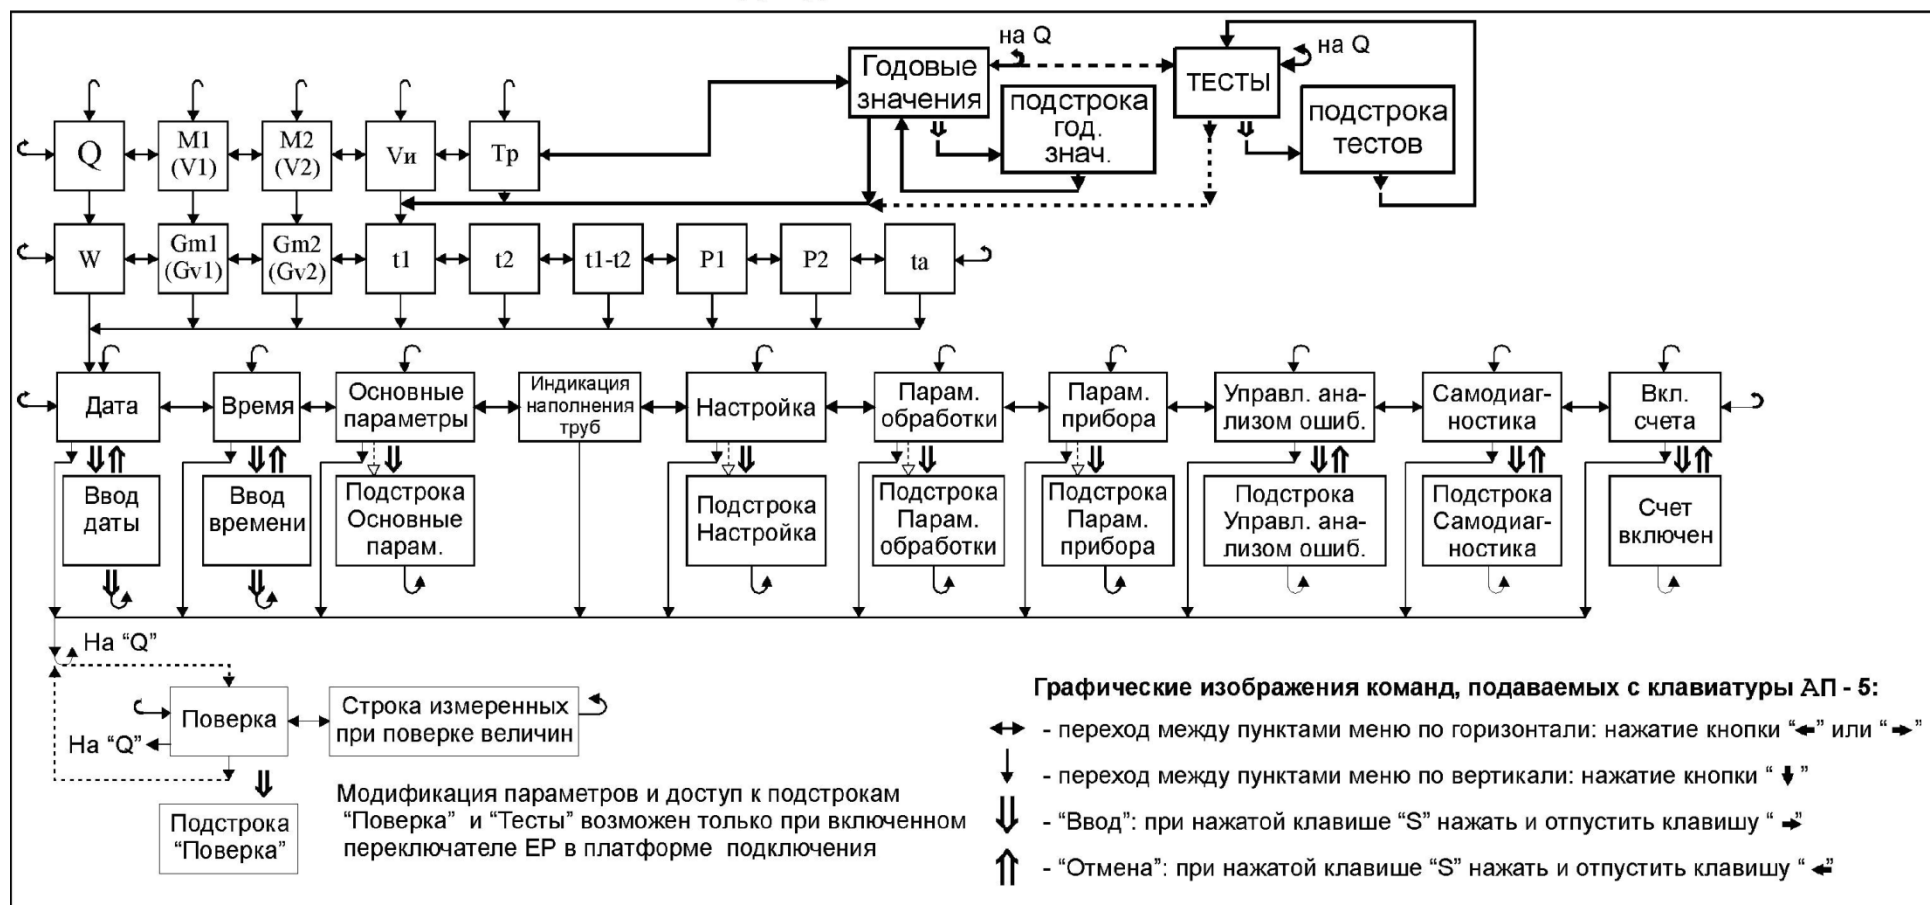 на Q
на Q
Годовые
значения
ТЕСТЫ
подстрока
год.
знач.
подстрока
тестов
Q
M1
(V1)
M2
(V2)
Vи
Тр
W
Gm1
(Gv1)
Gm2
(Gv2)
t1
t2
t1-t2
P1
P2
ta
Дата
Время
Основные
параметры
Индикация
наполнения
труб
Настройка
Парам.
обработки
Парам.
прибора
Управл. ана-
лизом ошиб.
Самодиаг-
ностика
Вкл.
счета
Ввод
даты
Ввод
времени
Подстрока
Основные
парам.
Подстрока
Настройка
Подстрока
Парам.
обработки
Подстрока
Парам.
прибора
Подстрока
Управл. ана-
лизом ошиб.
Подстрока
Самодиаг-
ностика
Счет
включен
На “Q”
Поверка
Строка измеренных
при поверке величин
На “Q”
Подстрока
“Поверка”
Модификация параметров и доступ к подстрокам
“Поверка” и “Тесты” возможен только при включенном
переключателе EP в платформе подключения
Графические изображения команд, подаваемых с клавиатуры АП - 5:
↔ - переход между пунктами меню по горизонтали: нажатие кнопки “←” или “→”
↓ - переход между пунктами меню по вертикали: нажатие кнопки “ ↓ ”
⇓ - “Ввод”: при нажатой клавише “S” нажать и отпустить клавишу “ →”
⇑ - “Отмена”: при нажатой клавише “S” нажать и отпустить клавишу “ ←”